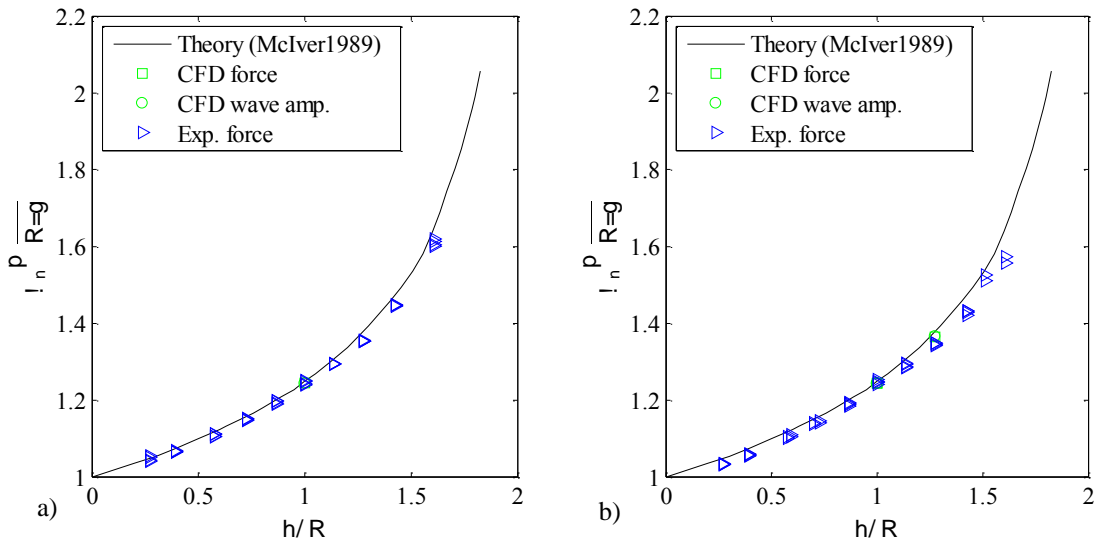 2.2
2
1.8
1.6
1.4
1.2
1
0 0.5 1 1.5 2
Theory (McIver1989)
CFD force
CFD wave amp.
Exp. force
!n p R=g
h/R
a)
2.2
2
1.8
1.6
1.4
1.2
1
0 0.5 1 1.5 2
Theory (McIver1989)
CFD force
CFD wave amp.
Exp. force
!n p R=g
h/R
b)